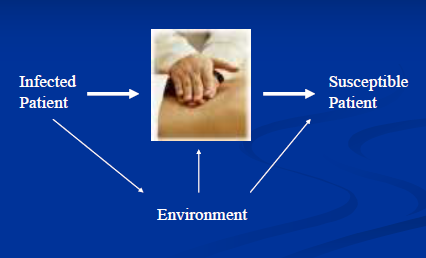 Infected
Patient
Susceptible
Patient
Environment